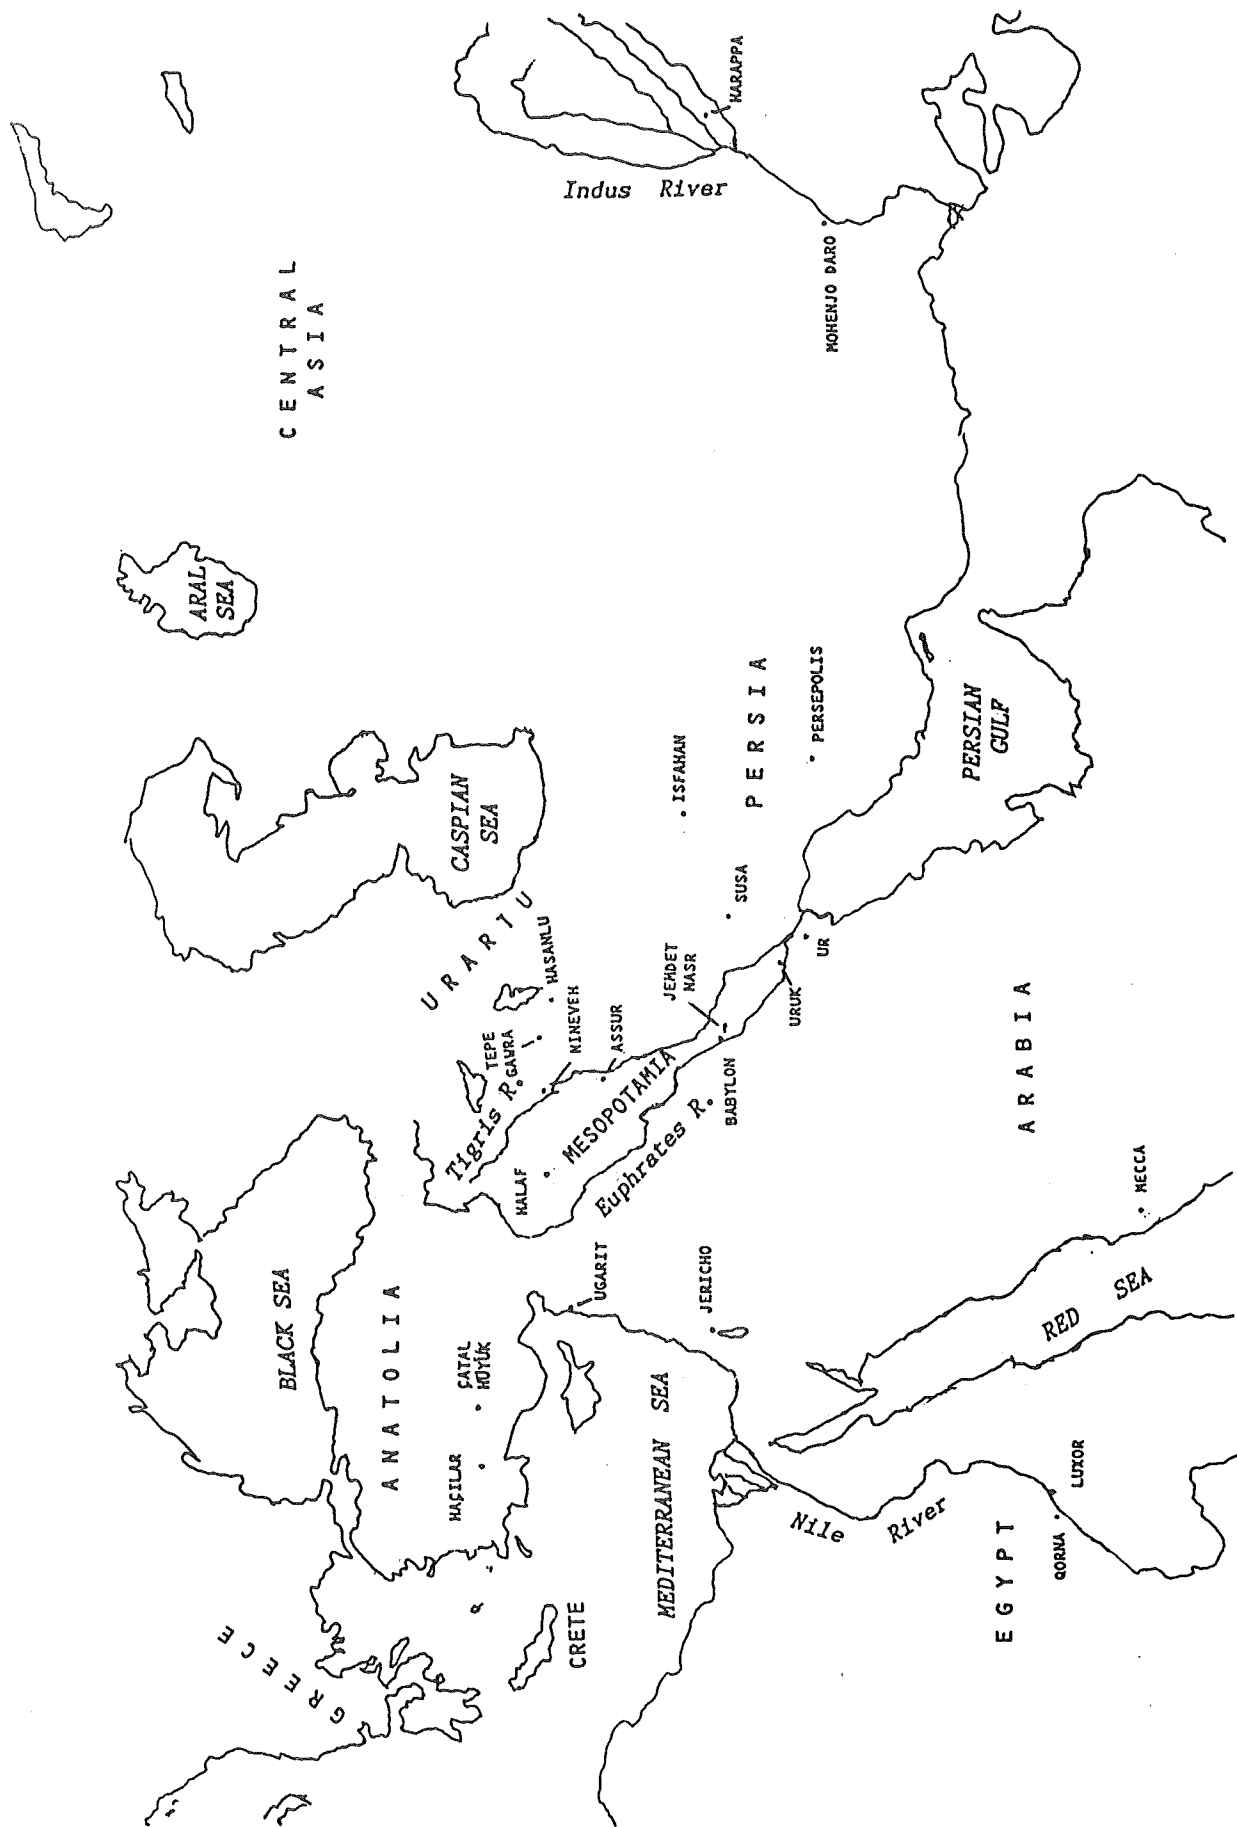 CENTRAL
ASIA
ARAL
SEA
CASPIAN
SEA
BLACK SEA
GREECE
ANATOLIA
URARTU
HAÇILAR
ÇATAL
HÜYÜK
CRETE
MEDITERRANEAN SEA
UGARIT
JERICHO
HALAF
Tigris R.
TEPE
GAWRA
HASANLU
NINEVEH
ASSUR
MESOPOTAMIA
Euphrates R.
BABYLON
JEMDET
NASR
URUK
UR
SUSA
ISFAHAN
PERSIA
PERSEPOLIS
PERSIAN
GULF
Indus River
HARAPPA
MOHENJO DARO
ARABIA
MECCA
RED SEA
Nile River
EGYPT
QORNA
LUXOR